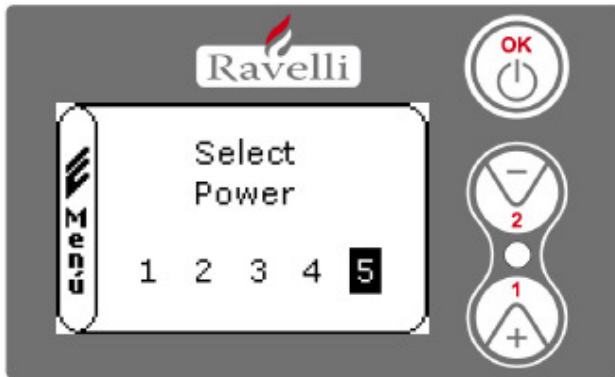 Ravelli
OK
Select
Power
Menú
1 2 3 4 5
−
2
1
+